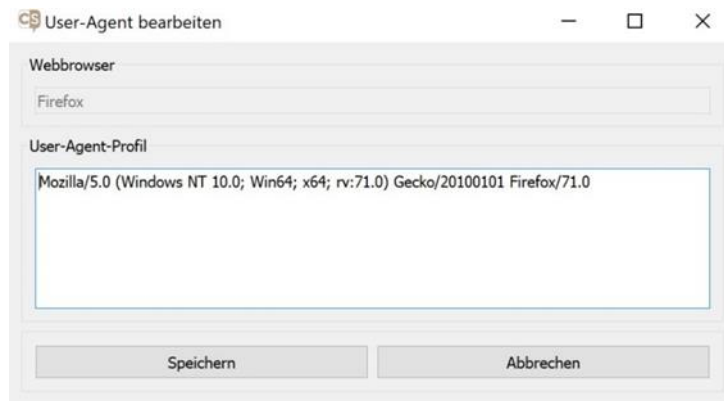 CS User-Agent bearbeiten
Webbrowser
Firefox
User-Agent-Profil
Mozilla/5.0 (Windows NT 10.0; Win64; x64; rv:71.0) Gecko/20100101 Firefox/71.0
Speichern Abbrechen